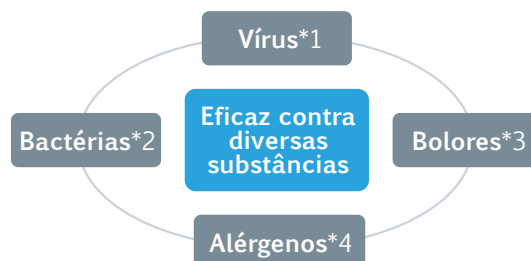 Vírus*1
Bactérias*2
Eficaz contra
diversas
substâncias
Bolores*3
Alérgenos*4